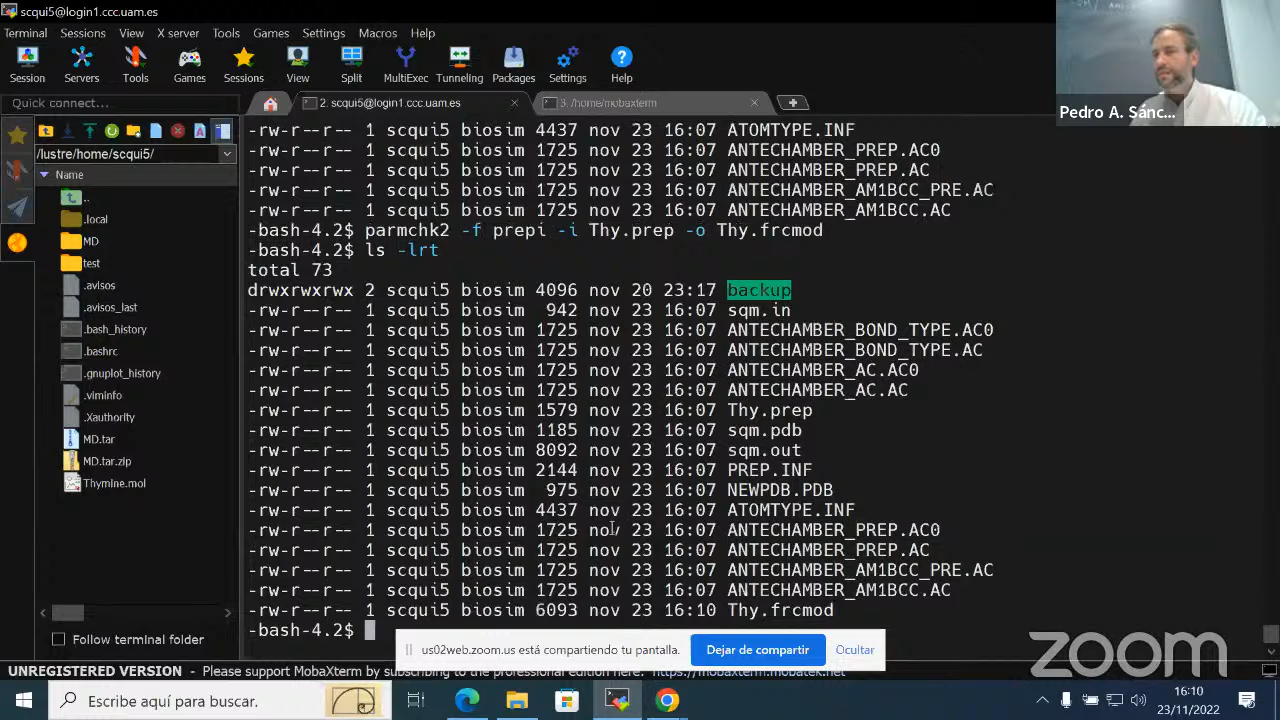 scqui5@login1.ccc.uam.es
Terminal Sessions View X server Tools Games Settings Macros Help
Session Servers Tools Games Sessions View Split MultiExec Tunneling Packages Settings Help
Pedro A. Sánc...
Quick connect...
2. scqui5@login1.ccc.uam.es
3. /home/mobaxterm
/lustre/home/scqui5/
Name
..
.local
MD
test
.avisos
.avisos_last
.bash_history
.bashrc
.gnuplot_history
.viminfo
.Xauthority
MD.tar
MD.tar.zip
Thymine.mol
Follow terminal folder
-rw-r--r-- 1 scqui5 biosim 4437 nov 23 16:07 ATOMTYPE.INF
-rw-r--r-- 1 scqui5 biosim 1725 nov 23 16:07 ANTECHAMBER_PREP.AC0
-rw-r--r-- 1 scqui5 biosim 1725 nov 23 16:07 ANTECHAMBER_PREP.AC
-rw-r--r-- 1 scqui5 biosim 1725 nov 23 16:07 ANTECHAMBER_AM1BCC_PRE.AC
-rw-r--r-- 1 scqui5 biosim 1725 nov 23 16:07 ANTECHAMBER_AM1BCC.AC
-bash-4.2$ parmchk2 -f prepi -i Thy.prep -o Thy.frcmod
-bash-4.2$ ls -lrt
total 73
drwxrwxrwx 2 scqui5 biosim 4096 nov 20 23:17 backup
-rw-r--r-- 1 scqui5 biosim 942 nov 23 16:07 sqm.in
-rw-r--r-- 1 scqui5 biosim 1725 nov 23 16:07 ANTECHAMBER_BOND_TYPE.AC0
-rw-r--r-- 1 scqui5 biosim 1725 nov 23 16:07 ANTECHAMBER_BOND_TYPE.AC
-rw-r--r-- 1 scqui5 biosim 1725 nov 23 16:07 ANTECHAMBER_AC.AC0
-rw-r--r-- 1 scqui5 biosim 1725 nov 23 16:07 ANTECHAMBER_AC.AC
-rw-r--r-- 1 scqui5 biosim 1579 nov 23 16:07 Thy.prep
-rw-r--r-- 1 scqui5 biosim 1185 nov 23 16:07 sqm.pdb
-rw-r--r-- 1 scqui5 biosim 8092 nov 23 16:07 sqm.out
-rw-r--r-- 1 scqui5 biosim 2144 nov 23 16:07 PREP.INF
-rw-r--r-- 1 scqui5 biosim 975 nov 23 16:07 NEWPDB.PDB
-rw-r--r-- 1 scqui5 biosim 4437 nov 23 16:07 ATOMTYPE.INF
-rw-r--r-- 1 scqui5 biosim 1725 nov 23 16:07 ANTECHAMBER_PREP.AC0
-rw-r--r-- 1 scqui5 biosim 1725 nov 23 16:07 ANTECHAMBER_PREP.AC
-rw-r--r-- 1 scqui5 biosim 1725 nov 23 16:07 ANTECHAMBER_AM1BCC_PRE.AC
-rw-r--r-- 1 scqui5 biosim 1725 nov 23 16:07 ANTECHAMBER_AM1BCC.AC
-rw-r--r-- 1 scqui5 biosim 6093 nov 23 16:10 Thy.frcmod
-bash-4.2$
us02web.zoom.us está compartiendo tu pantalla. Dejar de compartir Ocultar
zoom
UNREGISTERED VERSION - Please support MobaXterm by subscribing to the professional edition here: https://mobaxterm.mobatek.net
Escribe aquí para buscar.
16:10
23/11/2022